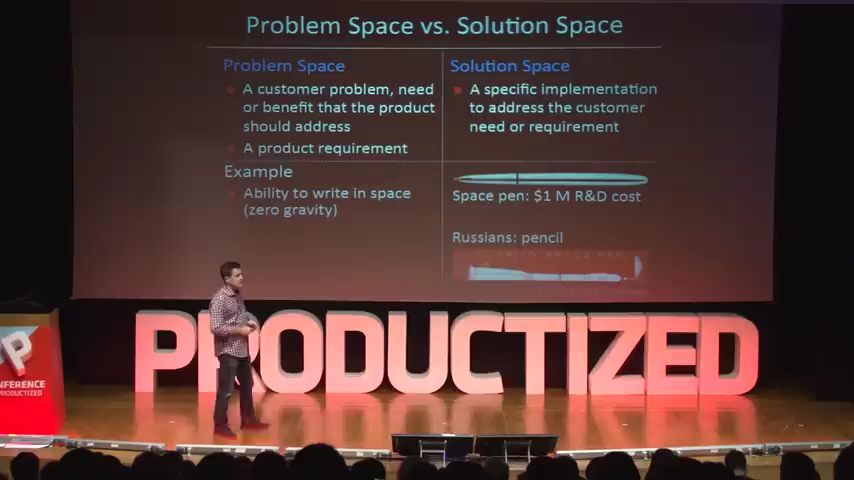 Problem Space vs. Solution Space
Problem Space
A customer problem, need
or benefit that the product
should address
A product requirement
Example
Ability to write in space
(zero gravity)
Solution Space
A specific implementation
to address the customer
need or requirement
Space pen: $1 M R&D cost
Russians: pencil
PRODUCTIZED
P
NFERENCE
PRODUCTIZED